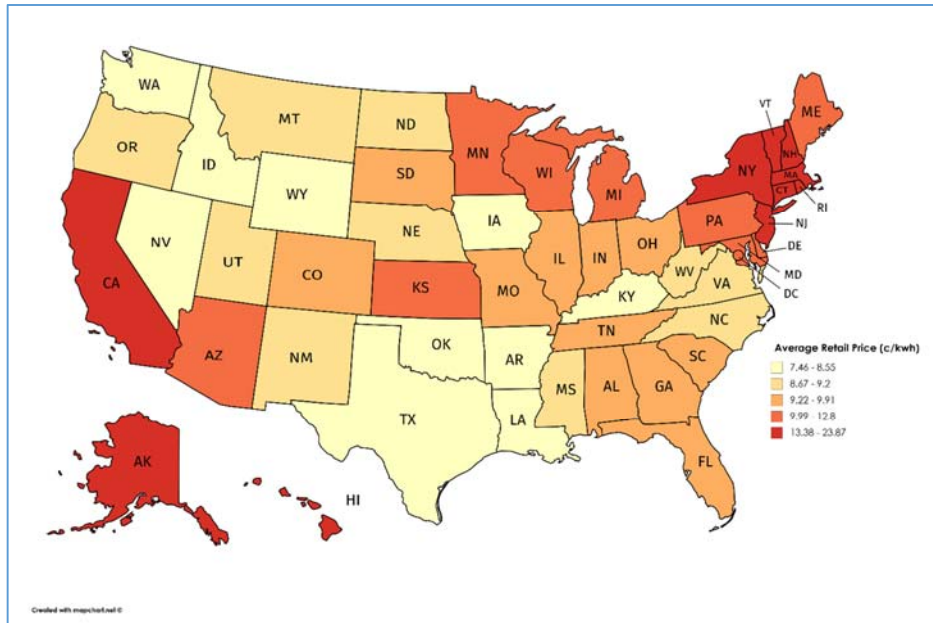 WA
MT
ND
OR
ID
WY
SD
MN
WI
MI
VT
ME
NH
NY
MA
CT
RI
NJ
PA
DE
MD
DC
NV
UT
CO
NE
IA
KS
MO
IL
IN
OH
WV
VA
KY
CA
AZ
NM
OK
AR
TN
NC
SC
TX
LA
MS
AL
GA
FL
AK
HI
Average Retail Price (c/kwh)
7.46 - 8.55
8.67 - 9.2
9.22 - 9.91
9.99 - 12.8
13.38 - 23.87
Created with mapchart.net ©